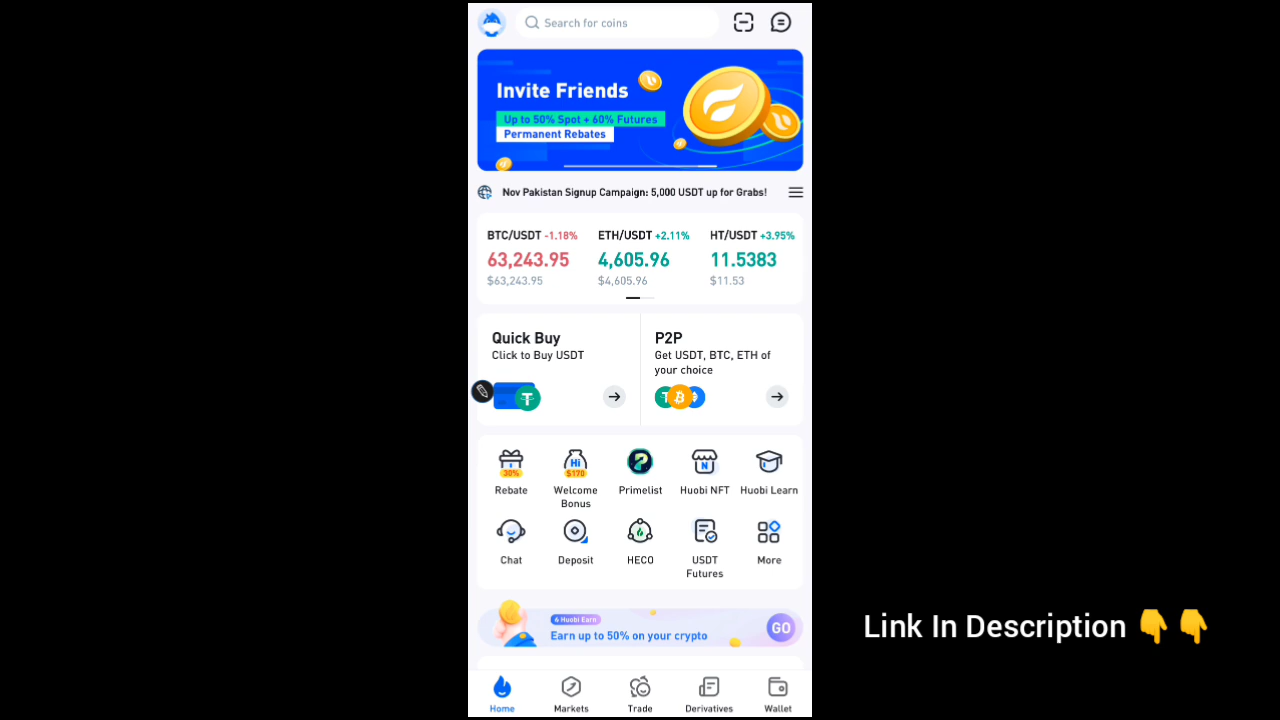 Search for coins
Invite Friends
Up to 50% Spot + 60% Futures
Permanent Rebates
Nov Pakistan Signup Campaign: 5,000 USDT up for Grabs!
BTC/USDT -1.18% ETH/USDT +2.11% HT/USDT +3.95%
63,243.95 4,605.96 11.5383
$63,243.95 $4,605.96 $11.53
Quick Buy
Click to Buy USDT
P2P
Get USDT, BTC, ETH of
your choice
30% Hi
$170 N
Rebate Welcome Primelist Huobi NFT Huobi Learn
Bonus
Chat Deposit HECO USDT More
Futures
Huobi Earn
Earn up to 50% on your crypto
GO
Link In Description 👇👇
Home Markets Trade Derivatives Wallet